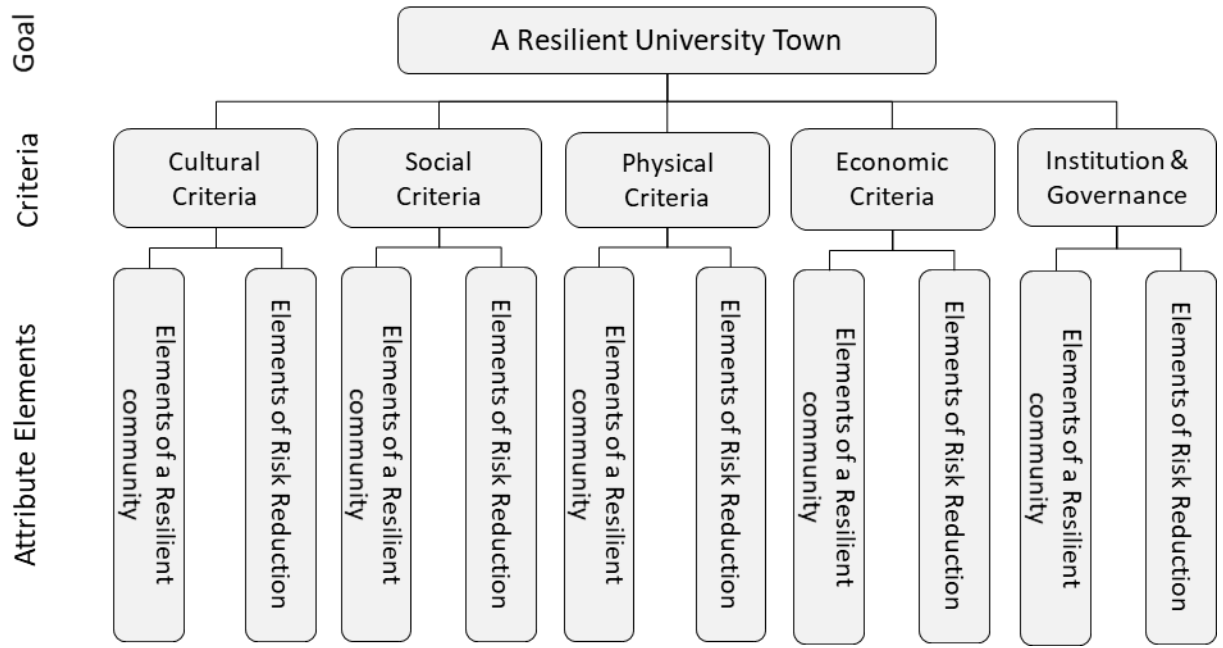 Goal
A Resilient University Town
Criteria
Cultural
Criteria
Social
Criteria
Physical
Criteria
Economic
Criteria
Institution &
Governance
Attribute Elements
Elements of a Resilient
community
Elements of Risk Reduction
Elements of a Resilient
community
Elements of Risk Reduction
Elements of a Resilient
community
Elements of Risk Reduction
Elements of a Resilient
community
Elements of Risk Reduction
Elements of a Resilient
community
Elements of Risk Reduction